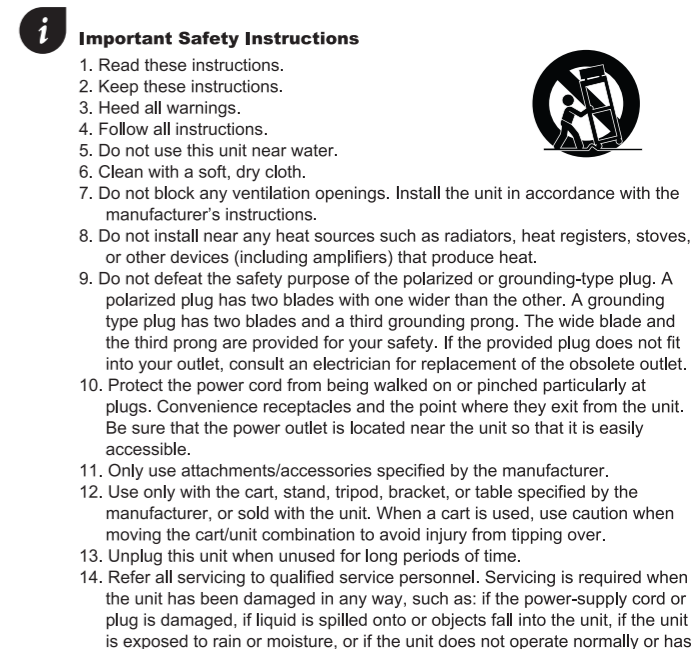 i
Important Safety Instructions
1. Read these instructions.
2. Keep these instructions.
3. Heed all warnings.
4. Follow all instructions.
5. Do not use this unit near water.
6. Clean with a soft, dry cloth.
7. Do not block any ventilation openings. Install the unit in accordance with the
manufacturer's instructions.
8. Do not install near any heat sources such as radiators, heat registers, stoves,
or other devices (including amplifiers) that produce heat.
9. Do not defeat the safety purpose of the polarized or grounding-type plug. A
polarized plug has two blades with one wider than the other. A grounding
type plug has two blades and a third grounding prong. The wide blade and
the third prong are provided for your safety. If the provided plug does not fit
into your outlet, consult an electrician for replacement of the obsolete outlet.
10. Protect the power cord from being walked on or pinched particularly at
plugs. Convenience receptacles and the point where they exit from the unit.
Be sure that the power outlet is located near the unit so that it is easily
accessible.
11. Only use attachments/accessories specified by the manufacturer.
12. Use only with the cart, stand, tripod, bracket, or table specified by the
manufacturer, or sold with the unit. When a cart is used, use caution when
moving the cart/unit combination to avoid injury from tipping over.
13. Unplug this unit when unused for long periods of time.
14. Refer all servicing to qualified service personnel. Servicing is required when
the unit has been damaged in any way, such as: if the power-supply cord or
plug is damaged, if liquid is spilled onto or objects fall into the unit, if the unit
is exposed to rain or moisture, or if the unit does not operate normally or has